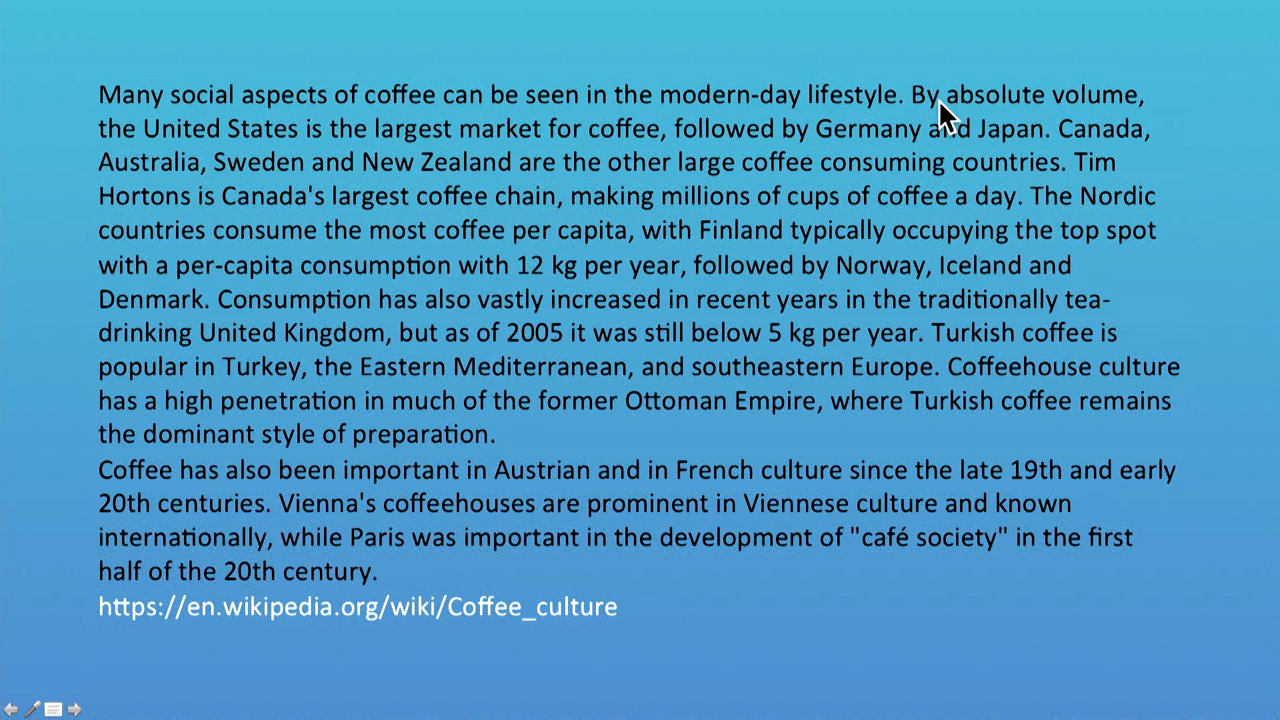 Many social aspects of coffee can be seen in the modern-day lifestyle. By absolute volume,
the United States is the largest market for coffee, followed by Germany and Japan. Canada,
Australia, Sweden and New Zealand are the other large coffee consuming countries. Tim
Hortons is Canada's largest coffee chain, making millions of cups of coffee a day. The Nordic
countries consume the most coffee per capita, with Finland typically occupying the top spot
with a per-capita consumption with 12 kg per year, followed by Norway, Iceland and
Denmark. Consumption has also vastly increased in recent years in the traditionally tea-
drinking United Kingdom, but as of 2005 it was still below 5 kg per year. Turkish coffee is
popular in Turkey, the Eastern Mediterranean, and southeastern Europe. Coffeehouse culture
has a high penetration in much of the former Ottoman Empire, where Turkish coffee remains
the dominant style of preparation.
Coffee has also been important in Austrian and in French culture since the late 19th and early
20th centuries. Vienna's coffeehouses are prominent in Viennese culture and known
internationally, while Paris was important in the development of "café society" in the first
half of the 20th century.
https://en.wikipedia.org/wiki/Coffee_culture